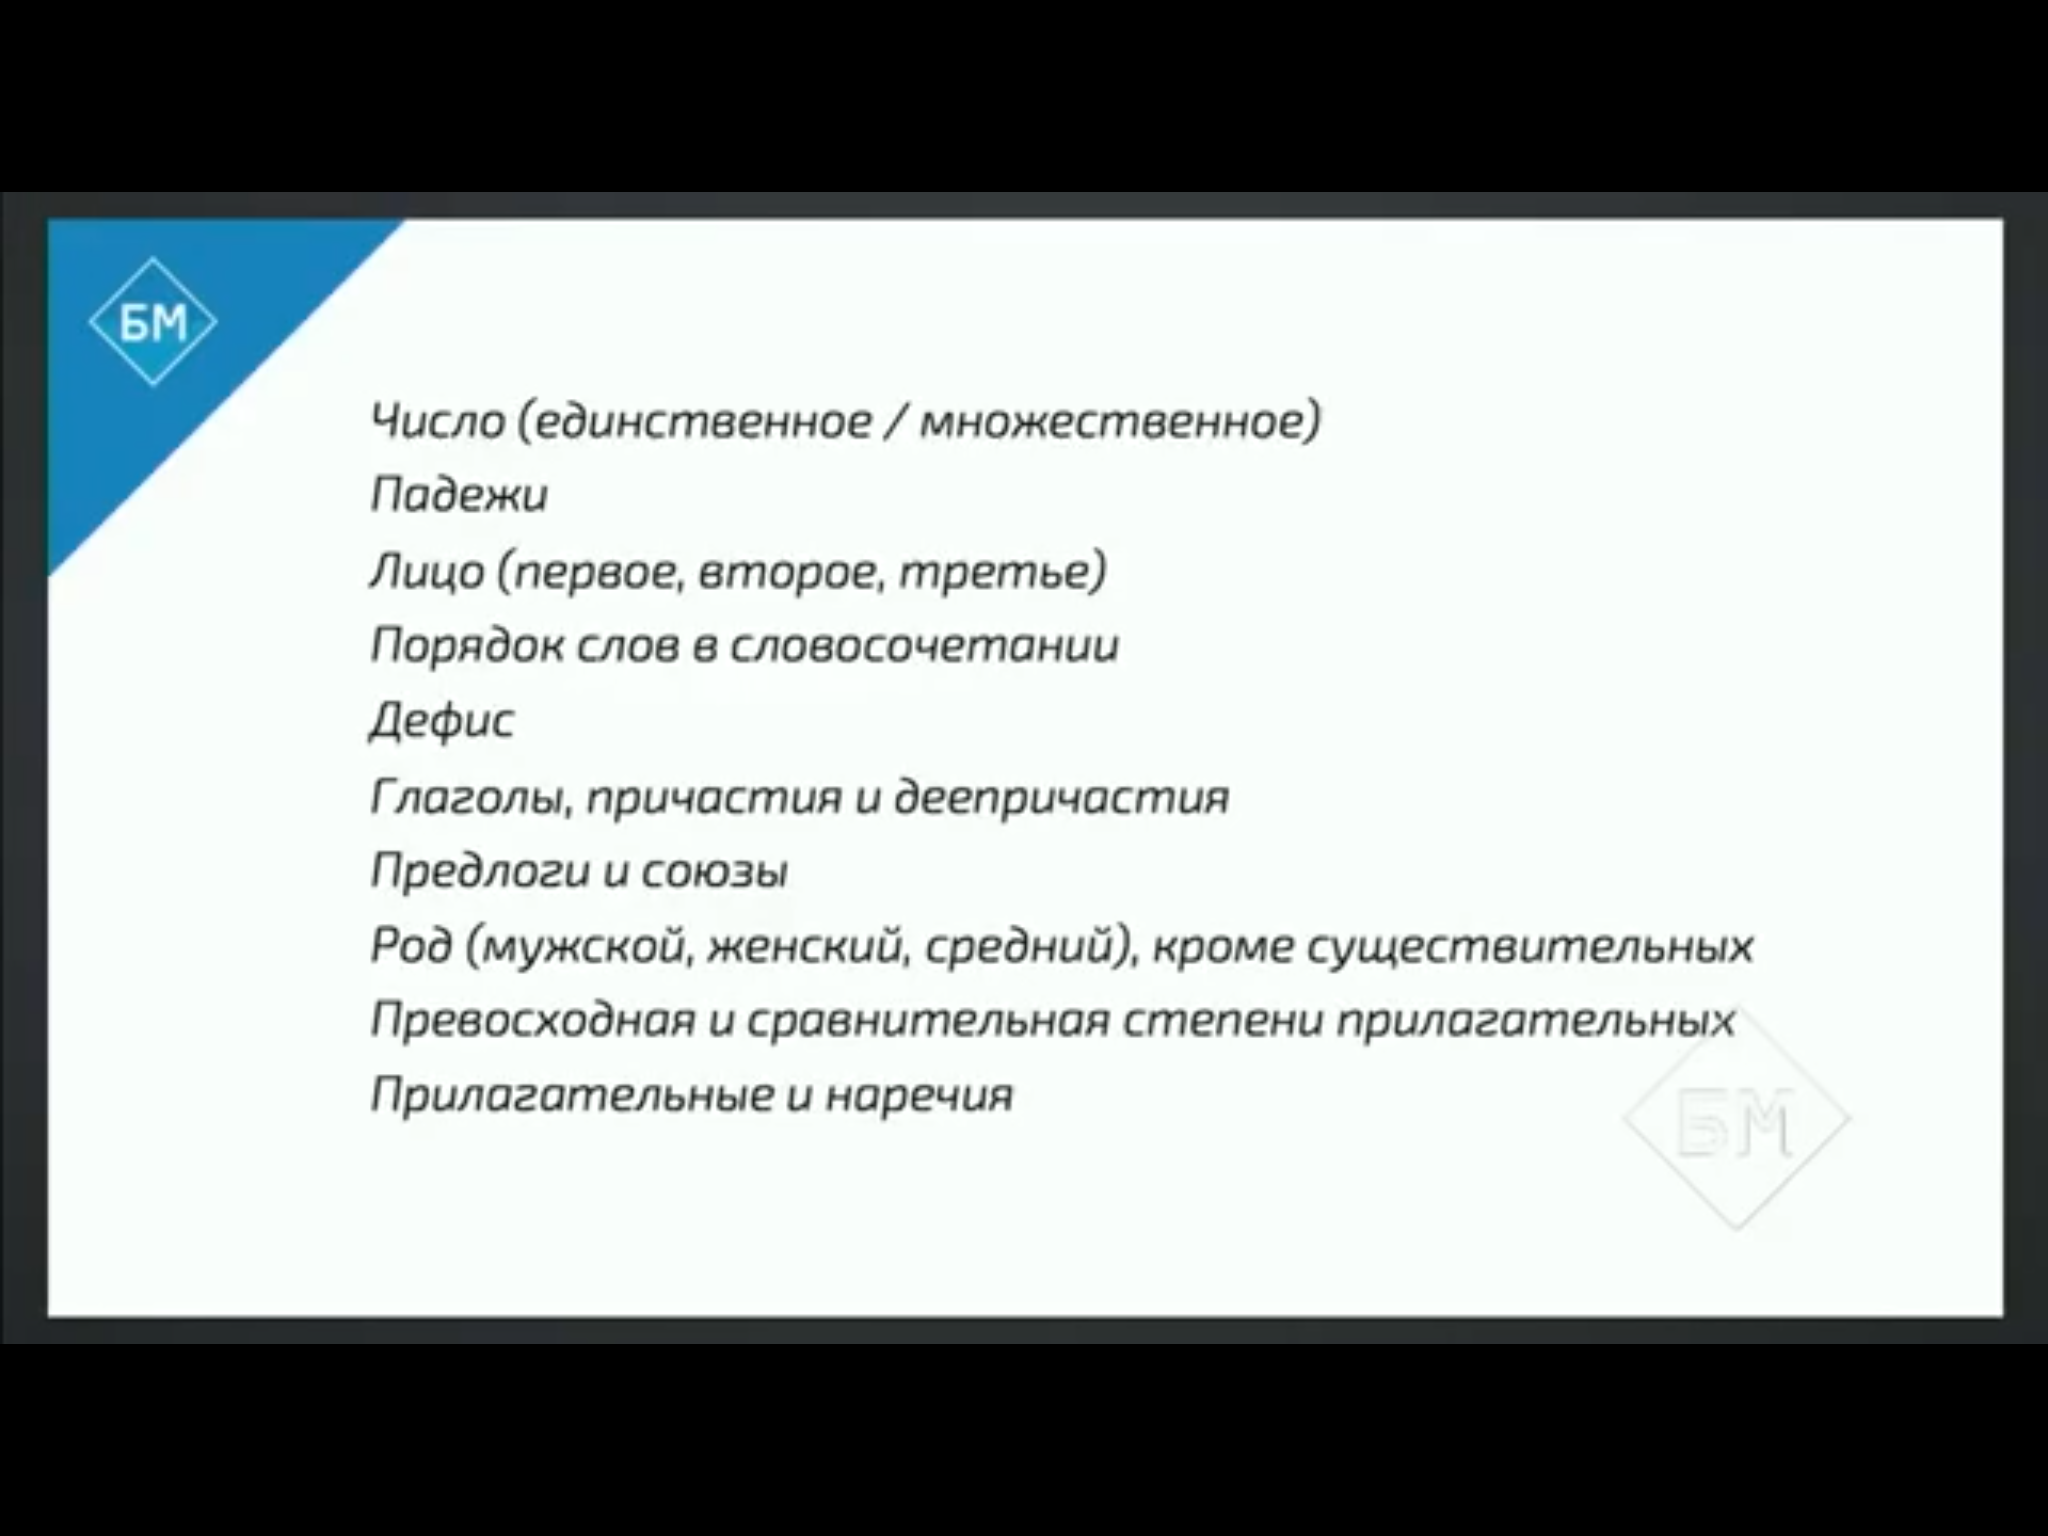 БМ
Число (единственное / множественное)
Падежи
Лицо (первое, второе, третье)
Порядок слов в словосочетании
Дефис
Глаголы, причастия и деепричастия
Предлоги и союзы
Род (мужской, женский, средний), кроме существительных
Превосходная и сравнительная степени прилагательных
Прилагательные и наречия
БМ